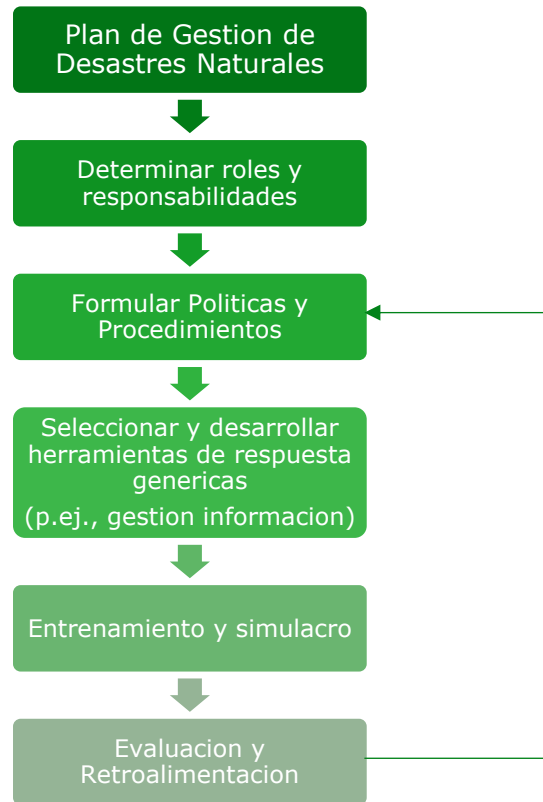 Plan de Gestion de
Desastres Naturales
Determinar roles y
responsabilidades
Formular Politicas y
Procedimientos
Seleccionar y desarrollar
herramientas de respuesta
genericas
(p.ej., gestion informacion)
Entrenamiento y simulacro
Evaluacion y
Retroalimentacion